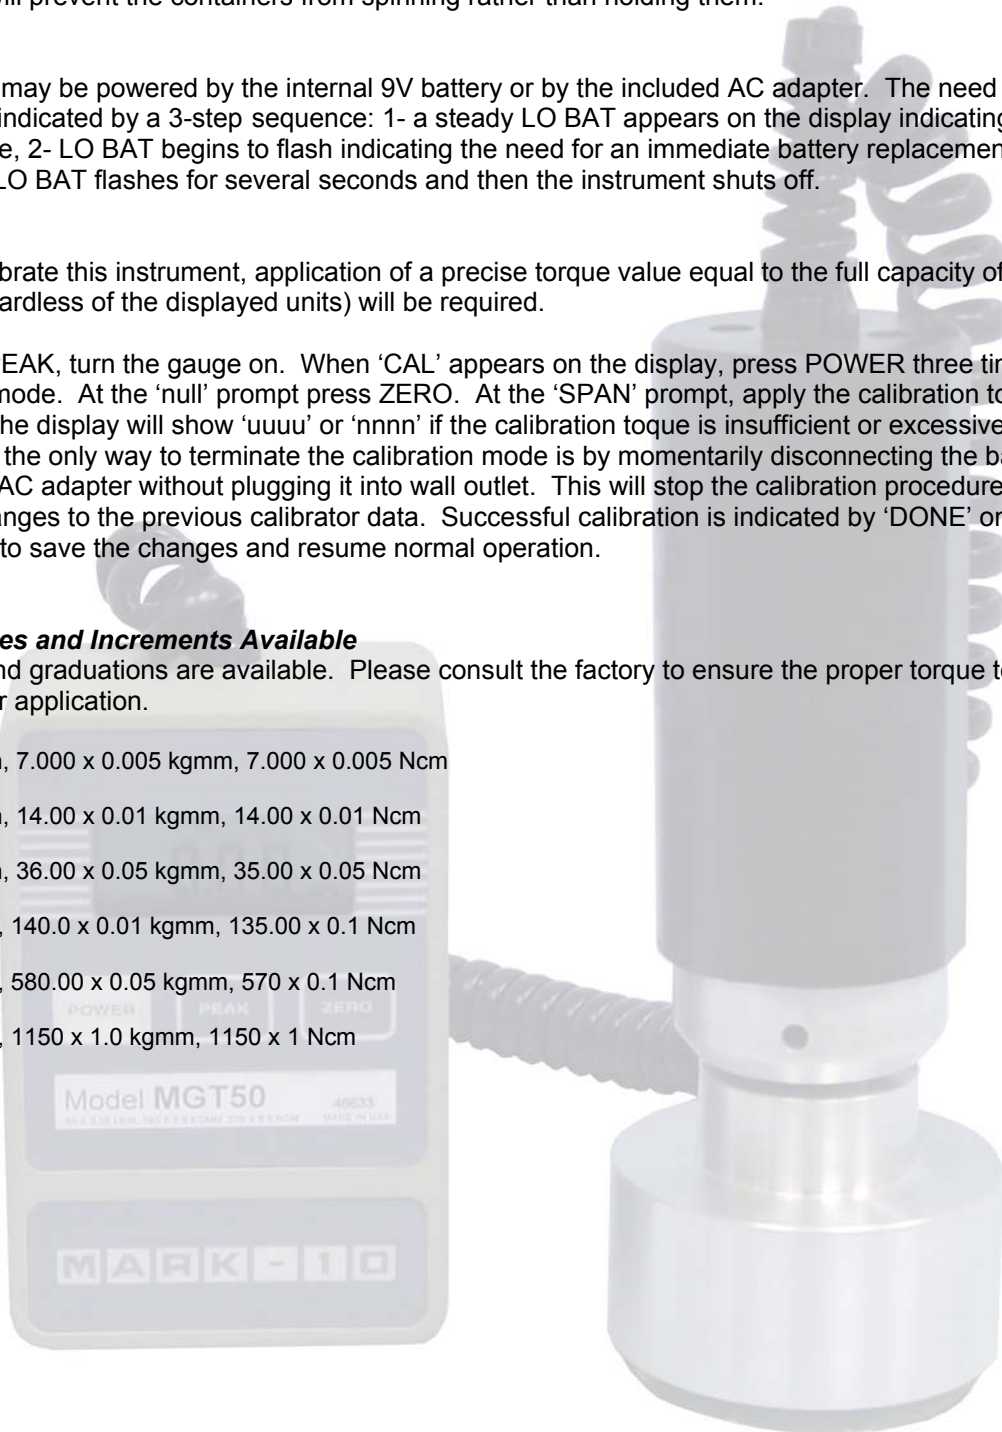 will prevent the containers from spinning rather than holding them.
may be powered by the internal 9V battery or by the included AC adapter. The need
indicated by a 3-step sequence: 1- a steady LO BAT appears on the display indicating
e, 2- LO BAT begins to flash indicating the need for an immediate battery replacemen
LO BAT flashes for several seconds and then the instrument shuts off.
brate this instrument, application of a precise torque value equal to the full capacity of
ardless of the displayed units) will be required.
PEAK, turn the gauge on. When ‘CAL’ appears on the display, press POWER three tim
mode. At the ‘null’ prompt press ZERO. At the ‘SPAN’ prompt, apply the calibration to
he display will show ‘uuuu’ or ‘nnnn’ if the calibration toque is insufficient or excessive
the only way to terminate the calibration mode is by momentarily disconnecting the ba
AC adapter without plugging it into wall outlet. This will stop the calibration procedure
anges to the previous calibrator data. Successful calibration is indicated by ‘DONE’ on
to save the changes and resume normal operation.
es and Increments Available
nd graduations are available. Please consult the factory to ensure the proper torque to
r application.
, 7.000 x 0.005 kgmm, 7.000 x 0.005 Ncm
, 14.00 x 0.01 kgmm, 14.00 x 0.01 Ncm
, 36.00 x 0.05 kgmm, 35.00 x 0.05 Ncm
, 140.0 x 0.01 kgmm, 135.00 x 0.1 Ncm
, 580.00 x 0.05 kgmm, 570 x 0.1 Ncm
, 1150 x 1.0 kgmm, 1150 x 1 Ncm
POWER PEAK ZERO
Model MGT50 46633
MADE IN USA
MARK-10